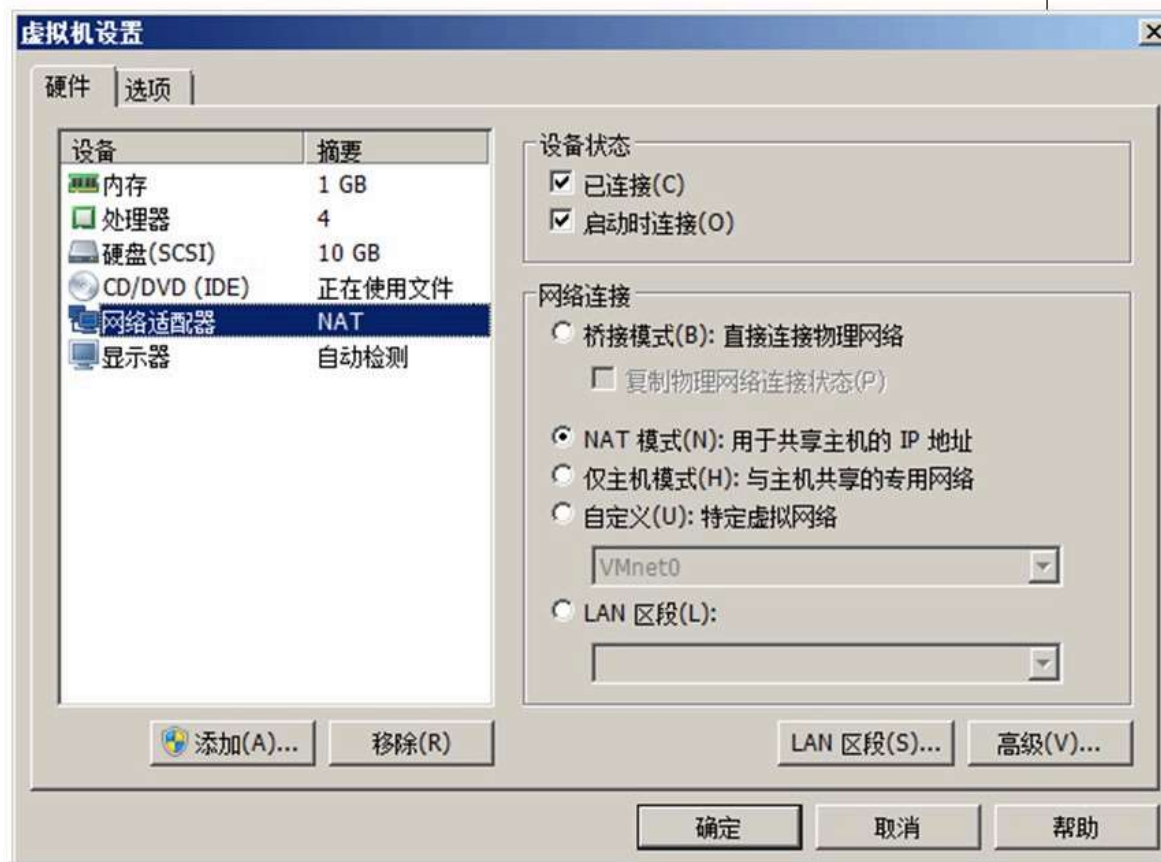 虚拟机设置
硬件 选项
设备 摘要
内存 1 GB
处理器 4
硬盘(SCSI) 10 GB
CD/DVD (IDE) 正在使用文件
网络适配器 NAT
显示器 自动检测
添加(A)... 移除(R)
设备状态
已连接(C)
启动时连接(O)
网络连接
桥接模式(B): 直接连接物理网络
复制物理网络连接状态(P)
NAT 模式(N): 用于共享主机的 IP 地址
仅主机模式(H): 与主机共享的专用网络
自定义(U): 特定虚拟网络
VMnet0
LAN 区段(L):
LAN 区段(S)... 高级(V)...
确定 取消 帮助